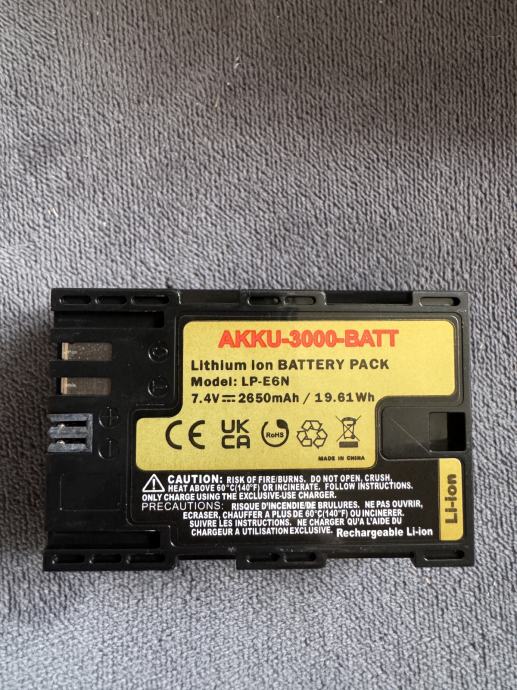 AKKU-3000-BATT
Lithium Ion BATTERY PACK
Model: LP-E6N
7.4V⎓2650mAh / 19.61Wh
CE UK CA RoHS
MADE IN CHINA
CAUTION: RISK OF FIRE/BURNS. DO NOT OPEN, CRUSH,
HEAT ABOVE 60°C(140°F) OR INCINERATE. FOLLOW INSTRUCTIONS.
ONLY CHARGE USING THE EXCLUSIVE-USE CHARGER.
PRECAUTIONS: RISQUE D'INCENDIE/DE BRULURES. NE PAS OUVRIR,
ECRASER, CHAUFFER A PLUS DE 60°C(140°F) OU INCINERER.
SUIVRE LES INSTRUCTIONS. NE CHARGER QU'A L'AIDE DU
CHARGEUR A UTILISATION EXCLUSIVE. Rechargeable Li-ion
Li-ion